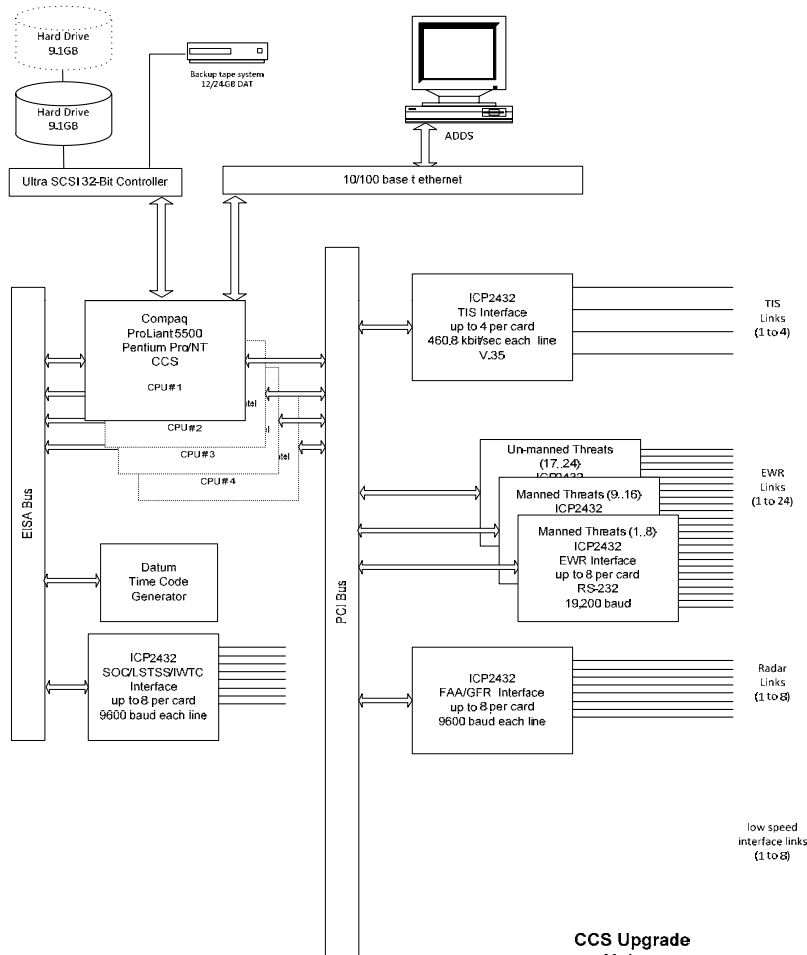 Hard Drive
9.1GB
Hard Drive
9.1GB
Backup tape system
12/24GB DAT
ADDS
Ultra SCSI 32-Bit Controller
10/100 base t ethernet
EISA Bus
PCI Bus
Compaq
ProLiant 5500
Pentium Pro/NT
CCS
CPU#1
CPU#2
CPU#3
CPU#4
Datum
Time Code
Generator
ICP2432
SOC/LSTSS/IWTC
Interface
up to 8 per card
9600 baud each line
ICP2432
TIS Interface
up to 4 per card
460.8 kbit/sec each line
V.35
TIS
Links
(1 to 4)
Un-manned Threats
(17..24)
ICP2432
Manned Threats (9..16)
ICP2432
Manned Threats (1..8)
ICP2432
EWR Interface
up to 8 per card
RS-232
19,200 baud
EWR
Links
(1 to 24)
ICP2432
FAA/GFR Interface
up to 8 per card
9600 baud each line
Radar
Links
(1 to 8)
low speed
interface links
(1 to 8)
CCS Upgrade